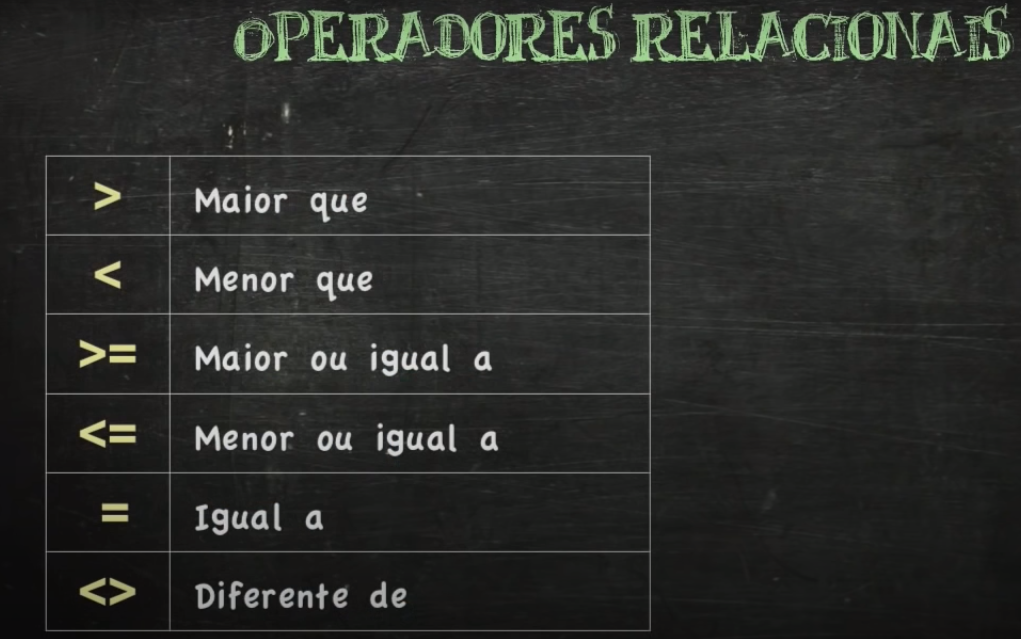 OPERADORES RELACIONAIS
> Maior que
< Menor que
>= Maior ou igual a
<= Menor ou igual a
= Igual a
<> Diferente de